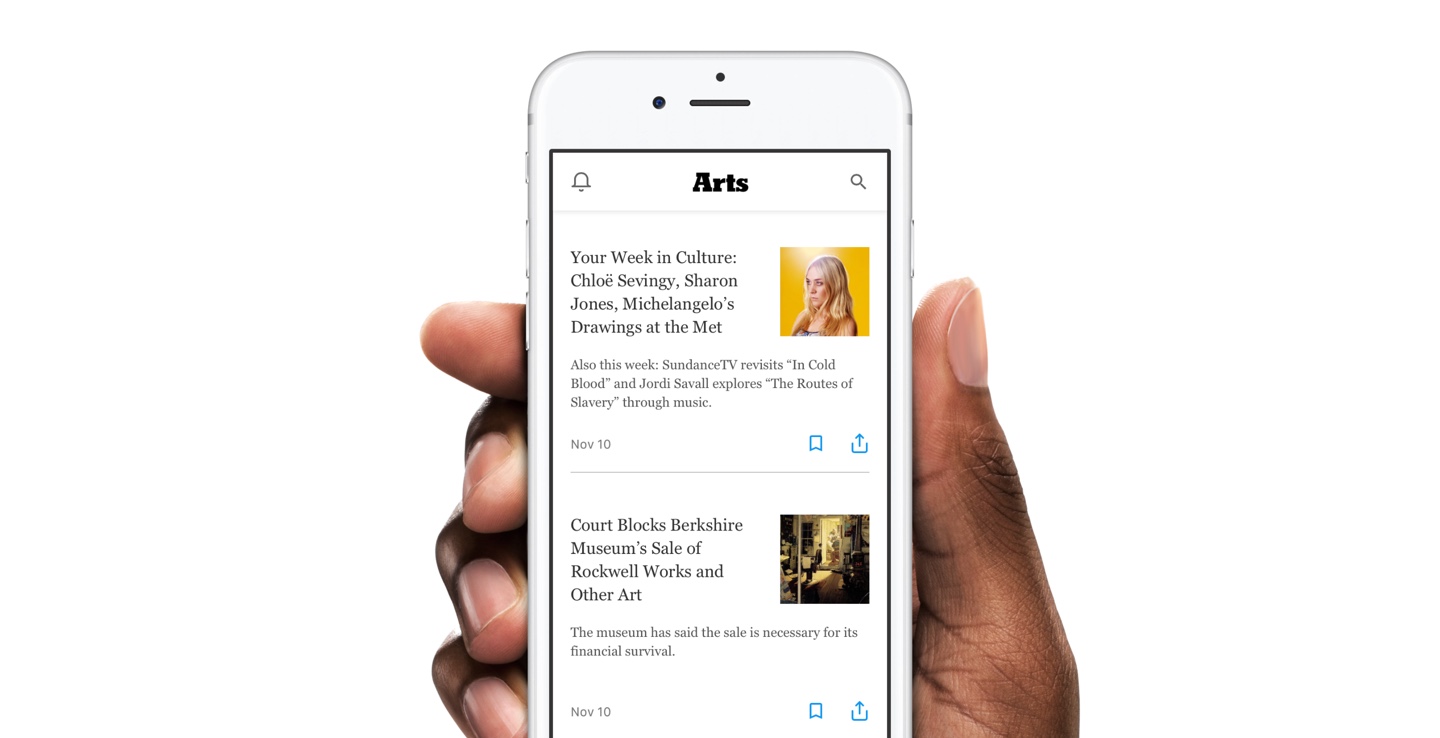 Arts
Your Week in Culture:
Chloë Sevingy, Sharon
Jones, Michelangelo’s
Drawings at the Met
Also this week: SundanceTV revisits “In Cold
Blood” and Jordi Savall explores “The Routes of
Slavery” through music.
Nov 10
Court Blocks Berkshire
Museum’s Sale of
Rockwell Works and
Other Art
The museum has said the sale is necessary for its
financial survival.
Nov 10